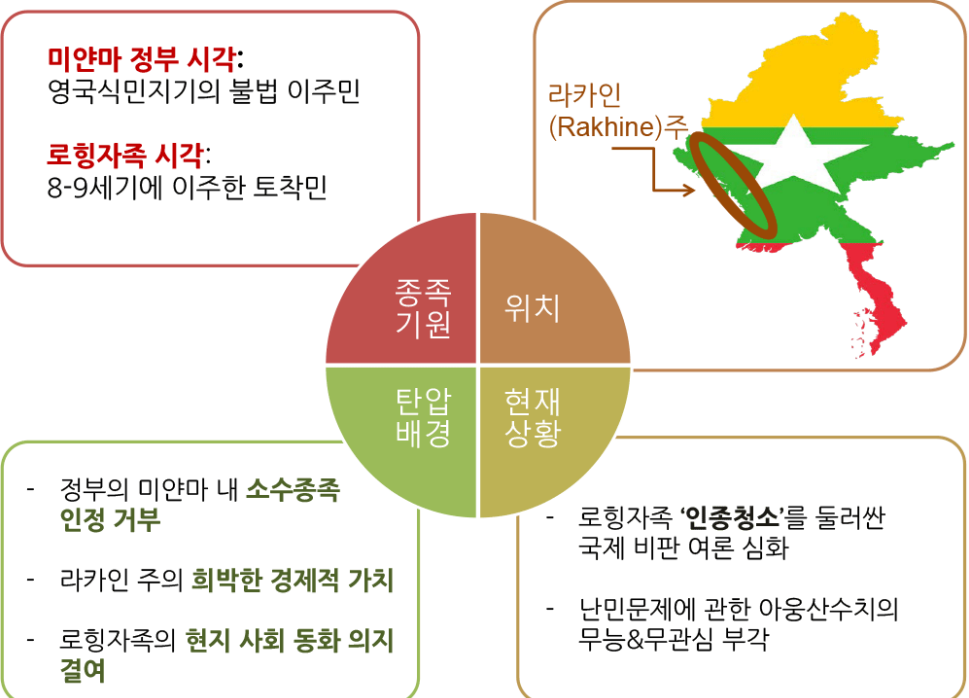 미얀마 정부 시각:
영국식민지기의 불법 이주민
로힝자족 시각:
8-9세기에 이주한 토착민
라카인
(Rakhine)주
종족
기원
위치
탄압
배경
현재
상황
- 정부의 미얀마 내 소수종족
인정 거부
- 라카인 주의 희박한 경제적 가치
- 로힝자족의 현지 사회 동화 의지
결여
- 로힝자족 ‘인종청소’를 둘러싼
국제 비판 여론 심화
- 난민문제에 관한 아웅산수치의
무능&무관심 부각